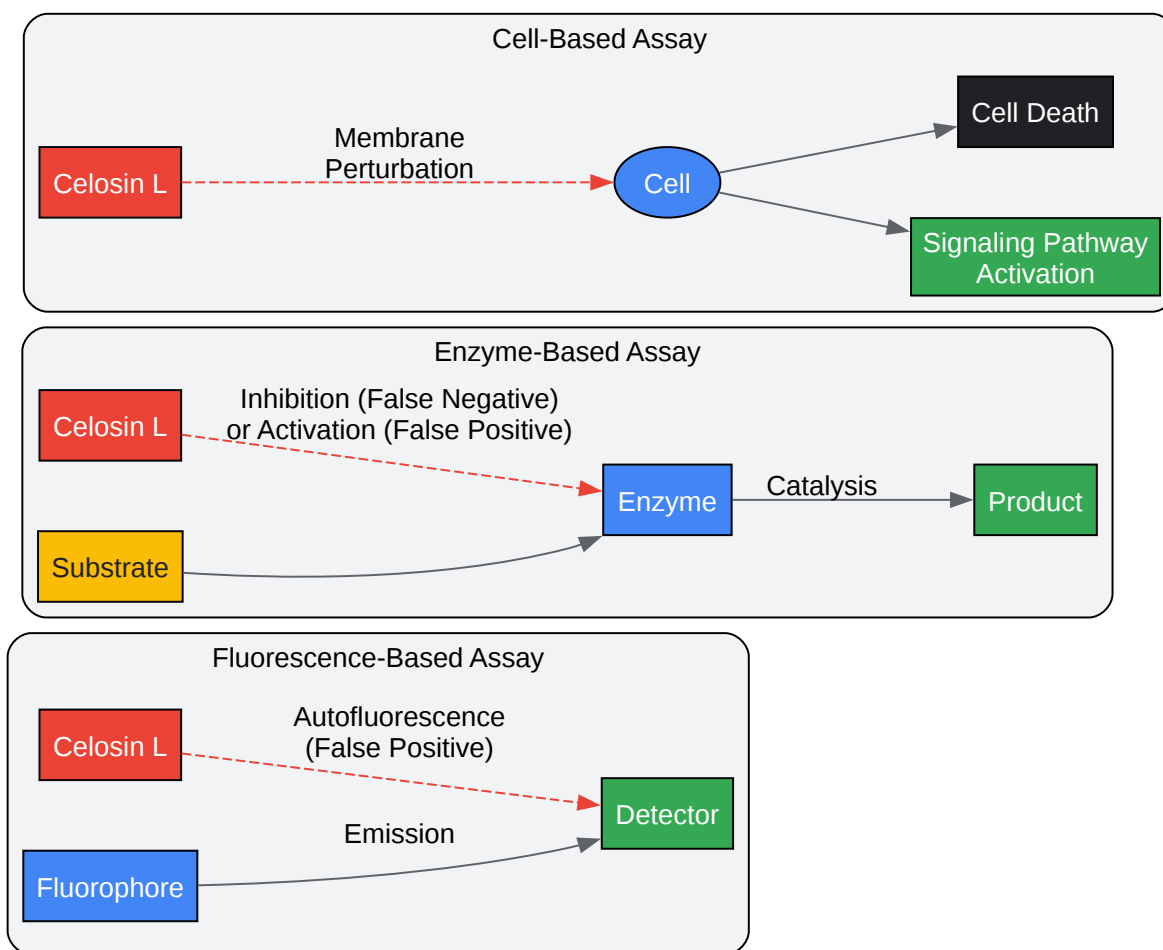 Cell-Based Assay
Cell Death
Membrane
Perturbation
Celosin L
Cell
Signaling Pathway
Activation
Enzyme-Based Assay
Inhibition (False Negative)
or Activation (False Positive)
Celosin L
Enzyme
Catalysis
Product
Substrate
Fluorescence-Based Assay
Autofluorescence
(False Positive)
Celosin L
Detector
Emission
Fluorophore